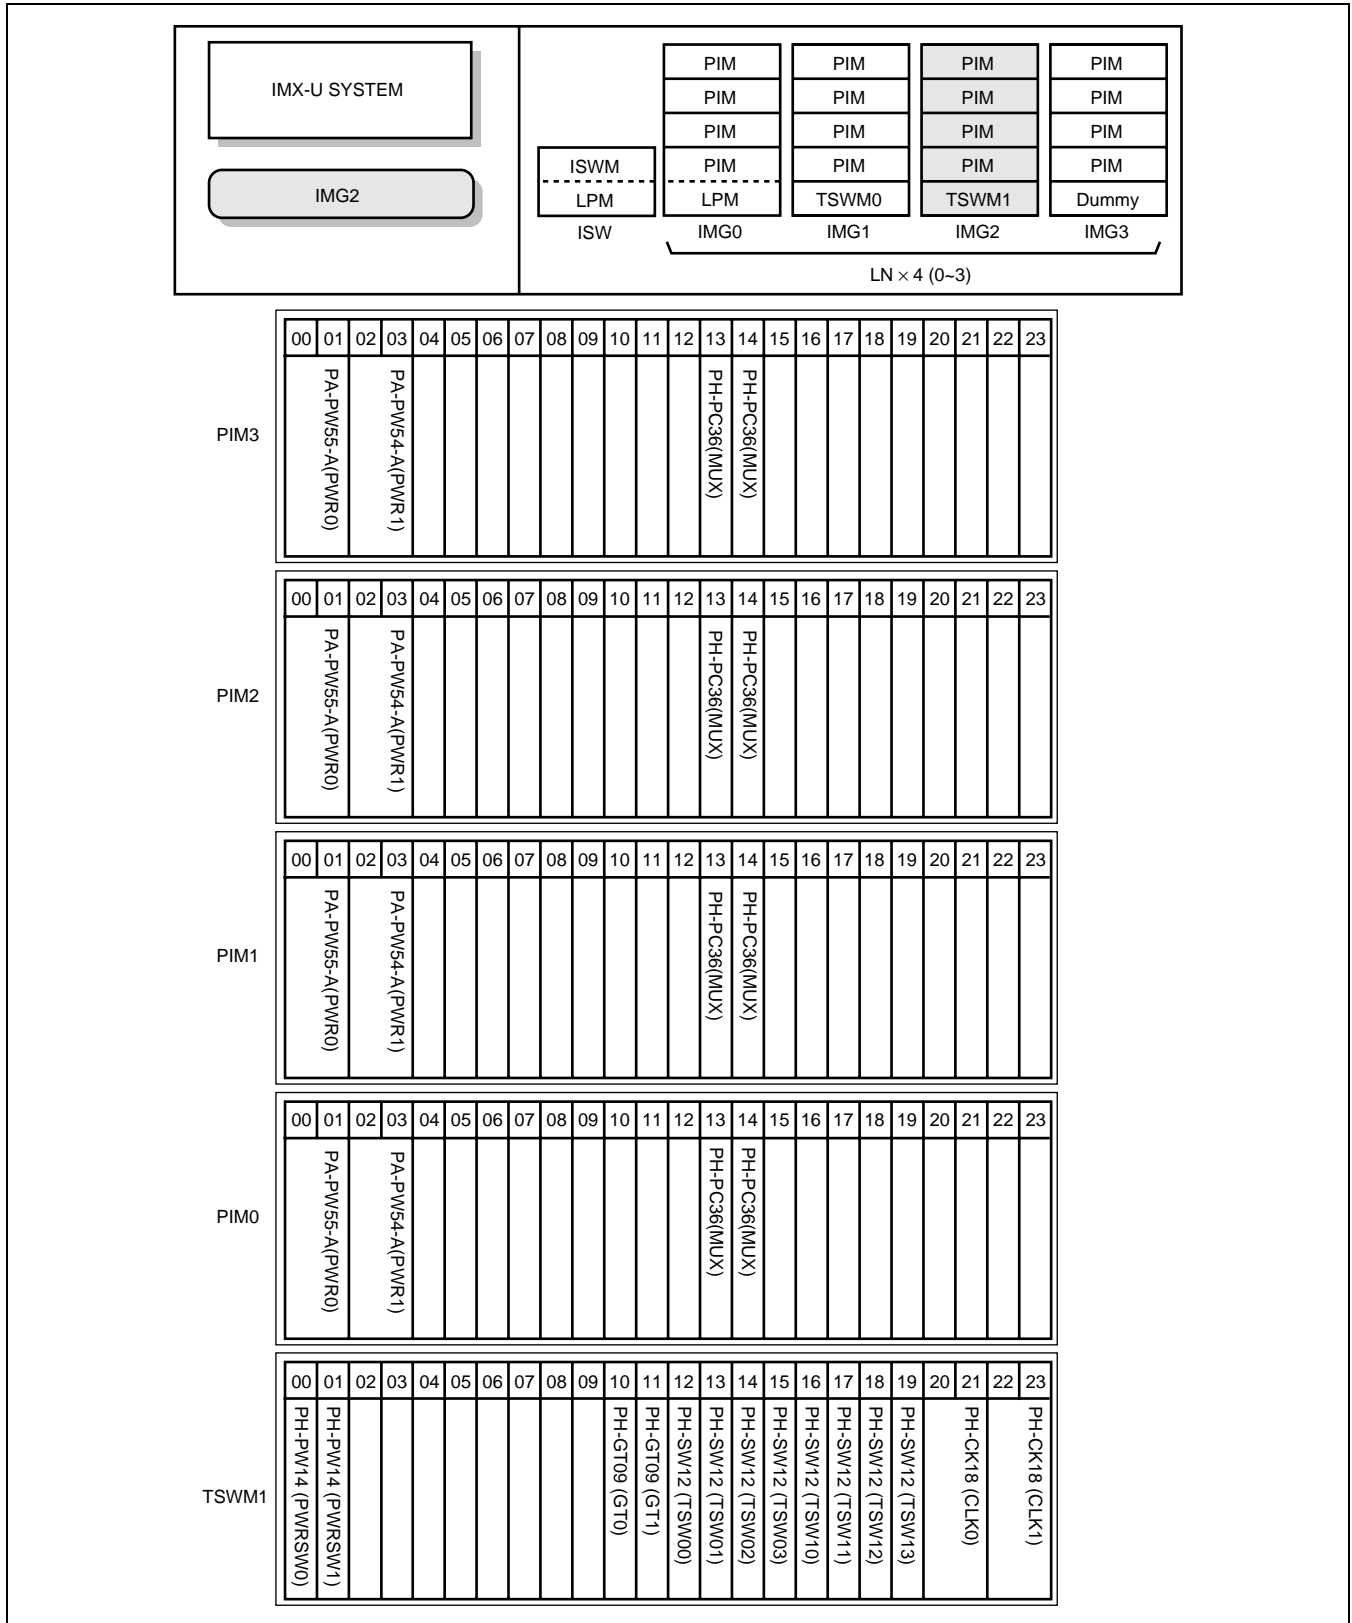 IMX-U SYSTEM
IMG2
PIM PIM PIM PIM
PIM PIM PIM PIM
PIM PIM PIM PIM
ISWM PIM PIM PIM PIM
LPM LPM TSWM0 TSWM1 Dummy
ISW IMG0 IMG1 IMG2 IMG3
LN × 4 (0~3)
PIM3
00 01 02 03 04 05 06 07 08 09 10 11 12 13 14 15 16 17 18 19 20 21 22 23
PA-PW55-A(PWR0)
PA-PW54-A(PWR1)
PH-PC36(MUX)
PH-PC36(MUX)
PIM2
00 01 02 03 04 05 06 07 08 09 10 11 12 13 14 15 16 17 18 19 20 21 22 23
PA-PW55-A(PWR0)
PA-PW54-A(PWR1)
PH-PC36(MUX)
PH-PC36(MUX)
PIM1
00 01 02 03 04 05 06 07 08 09 10 11 12 13 14 15 16 17 18 19 20 21 22 23
PA-PW55-A(PWR0)
PA-PW54-A(PWR1)
PH-PC36(MUX)
PH-PC36(MUX)
PIM0
00 01 02 03 04 05 06 07 08 09 10 11 12 13 14 15 16 17 18 19 20 21 22 23
PA-PW55-A(PWR0)
PA-PW54-A(PWR1)
PH-PC36(MUX)
PH-PC36(MUX)
TSWM1
00 01 02 03 04 05 06 07 08 09 10 11 12 13 14 15 16 17 18 19 20 21 22 23
PH-PW14 (PWRSW0)
PH-PW14 (PWRSW1)
PH-GT09 (GT0)
PH-GT09 (GT1)
PH-SW12 (TSW00)
PH-SW12 (TSW01)
PH-SW12 (TSW02)
PH-SW12 (TSW03)
PH-SW12 (TSW10)
PH-SW12 (TSW11)
PH-SW12 (TSW12)
PH-SW12 (TSW13)
PH-CK18 (CLK0)
PH-CK18 (CLK1)